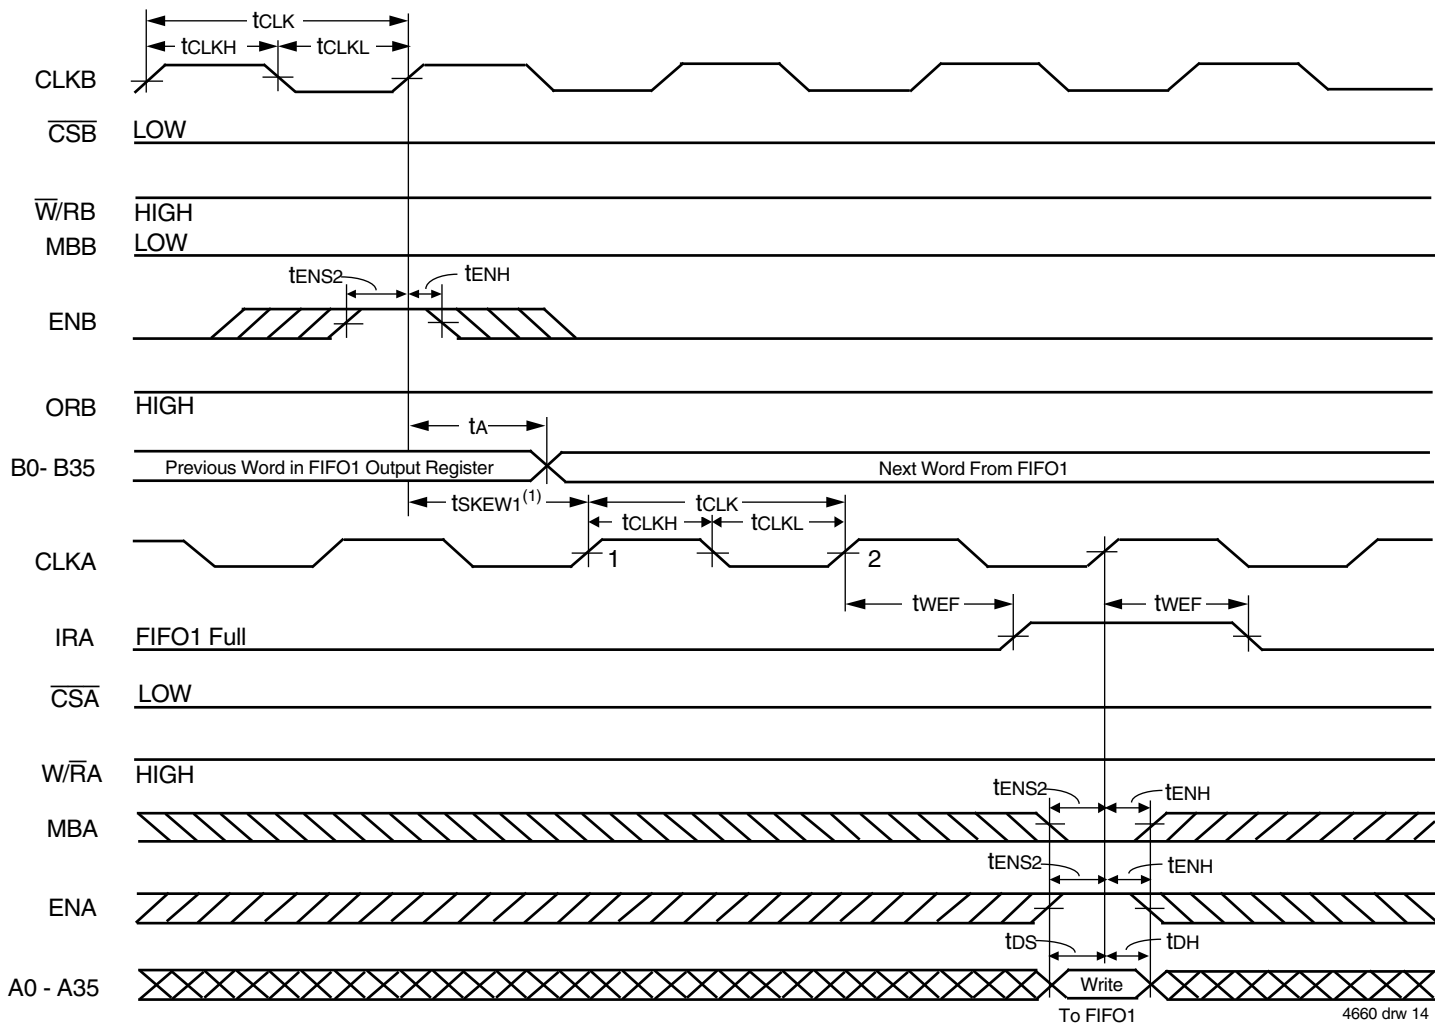 tCLK
tCLKH tCLKL
CLKB
CSB LOW
W/RB HIGH
MBB LOW
tENS2 tENH
ENB
ORB HIGH
tA
B0- B35 Previous Word in FIFO1 Output Register Next Word From FIFO1
tSKEW1(1) tCLK
tCLKH tCLKL
CLKA 1 2
tWEF tWEF
IRA FIFO1 Full
CSA LOW
W/RA HIGH
tENS2 tENH
MBA
tENS2 tENH
ENA
tDS tDH
A0 - A35 Write
To FIFO1 4660 drw 14